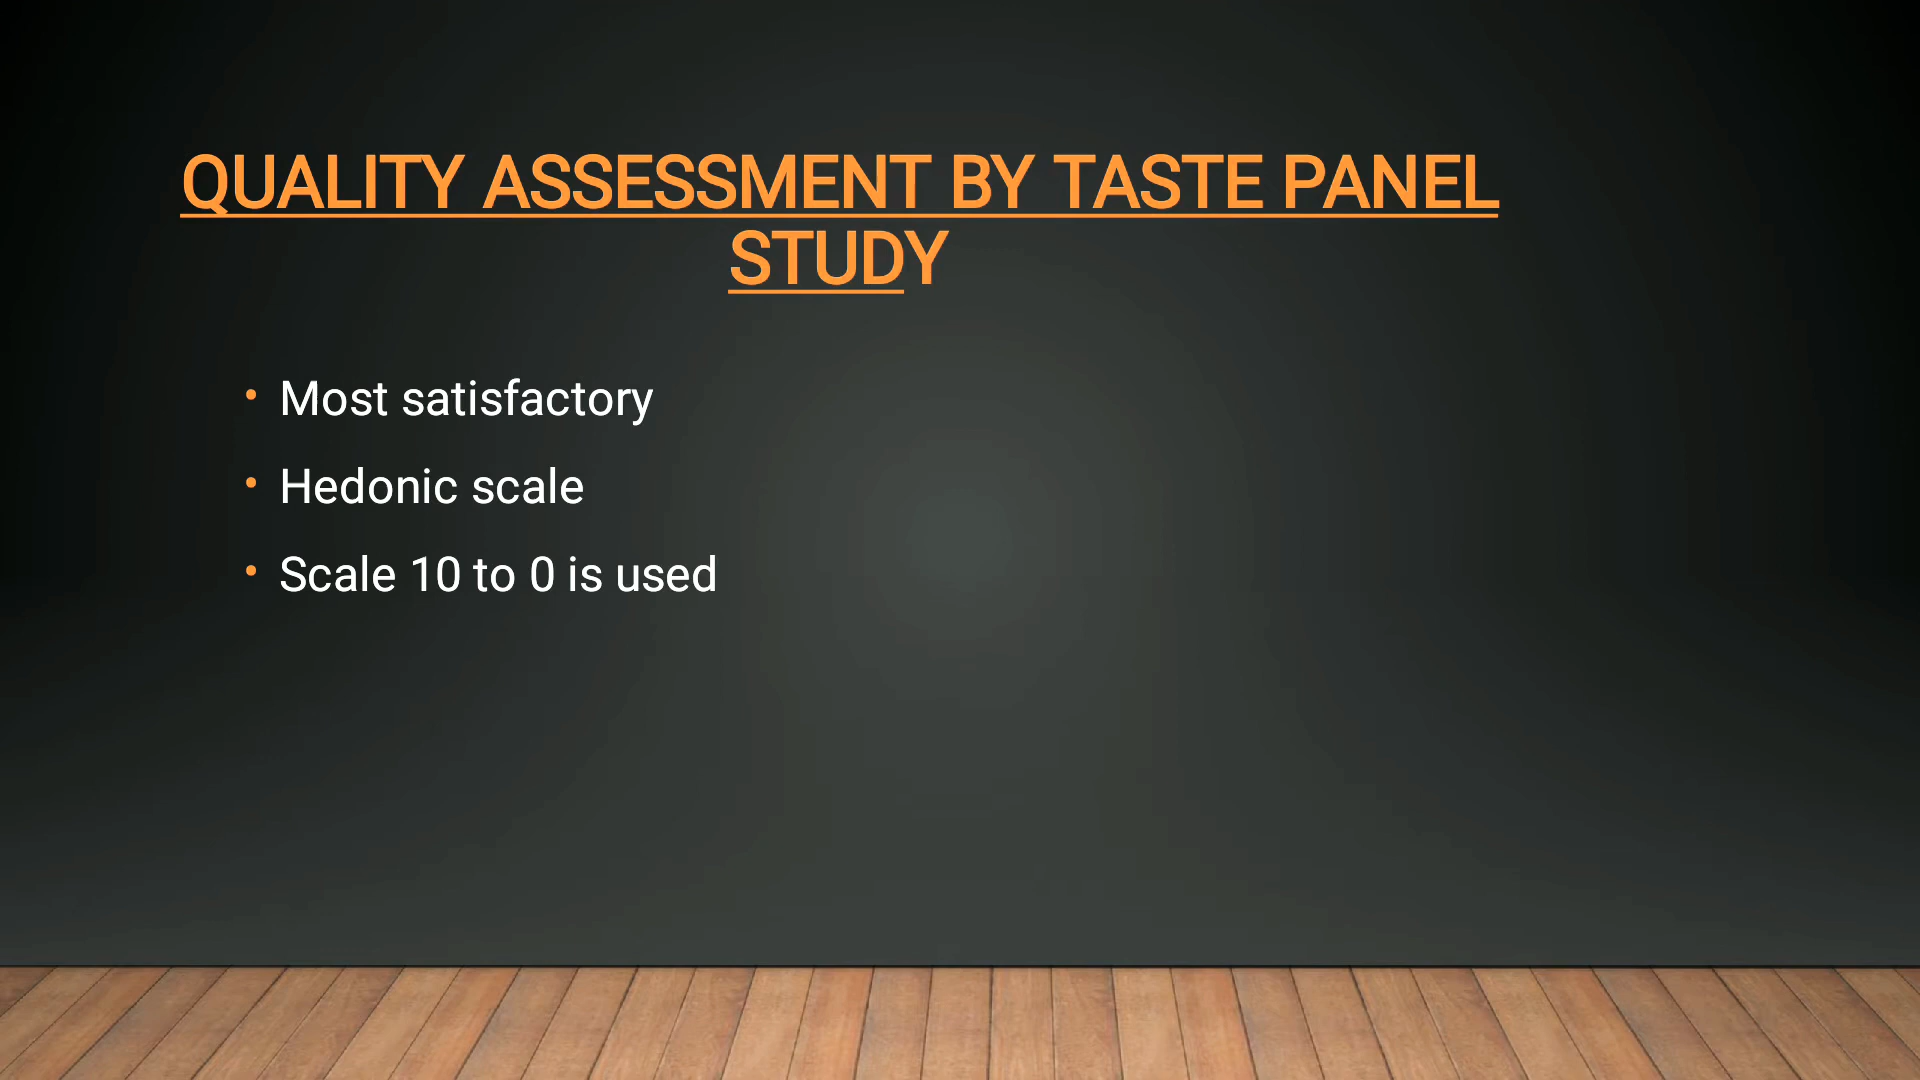 QUALITY ASSESSMENT BY TASTE PANEL
STUDY
• Most satisfactory
• Hedonic scale
• Scale 10 to 0 is used